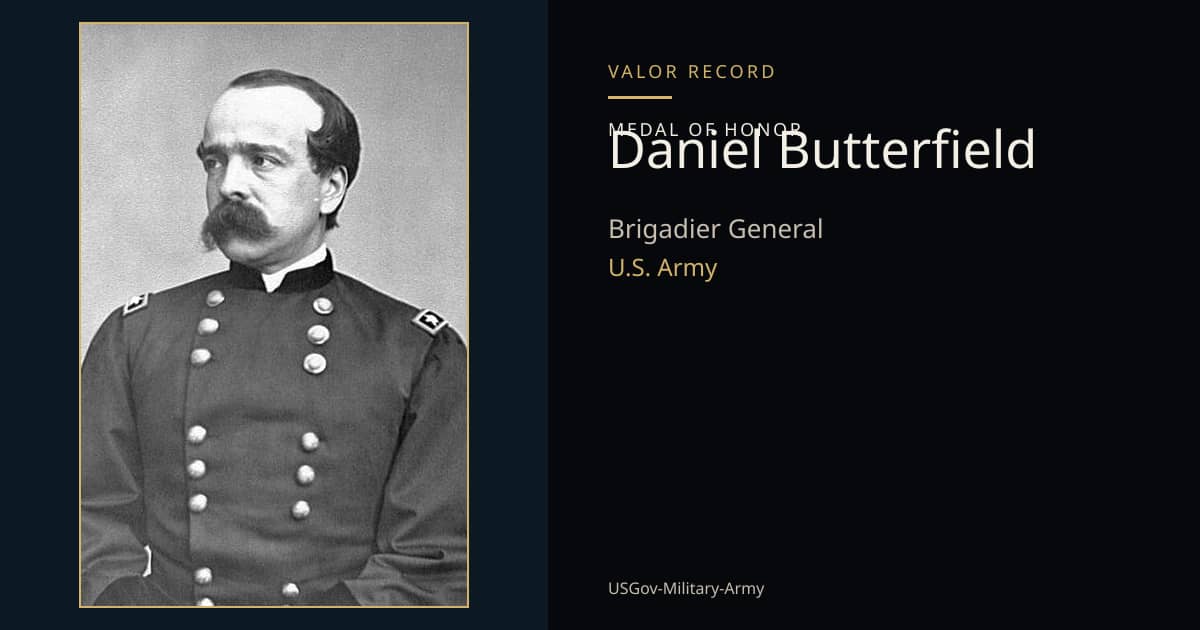 VALOR RECORD
MEDAL OF HONOR
Daniel Butterfield
Brigadier General
U.S. Army
USGov-Military-Army